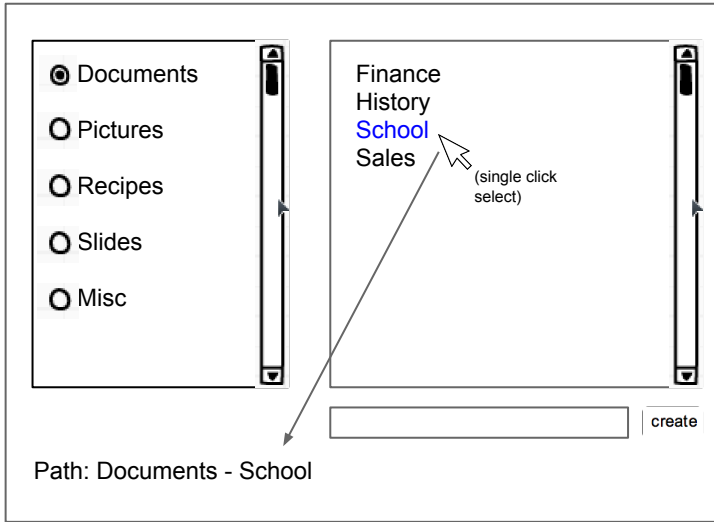 Documents
Pictures
Recipes
Slides
Misc
Finance
History
School
Sales
(single click
select)
create
Path: Documents - School